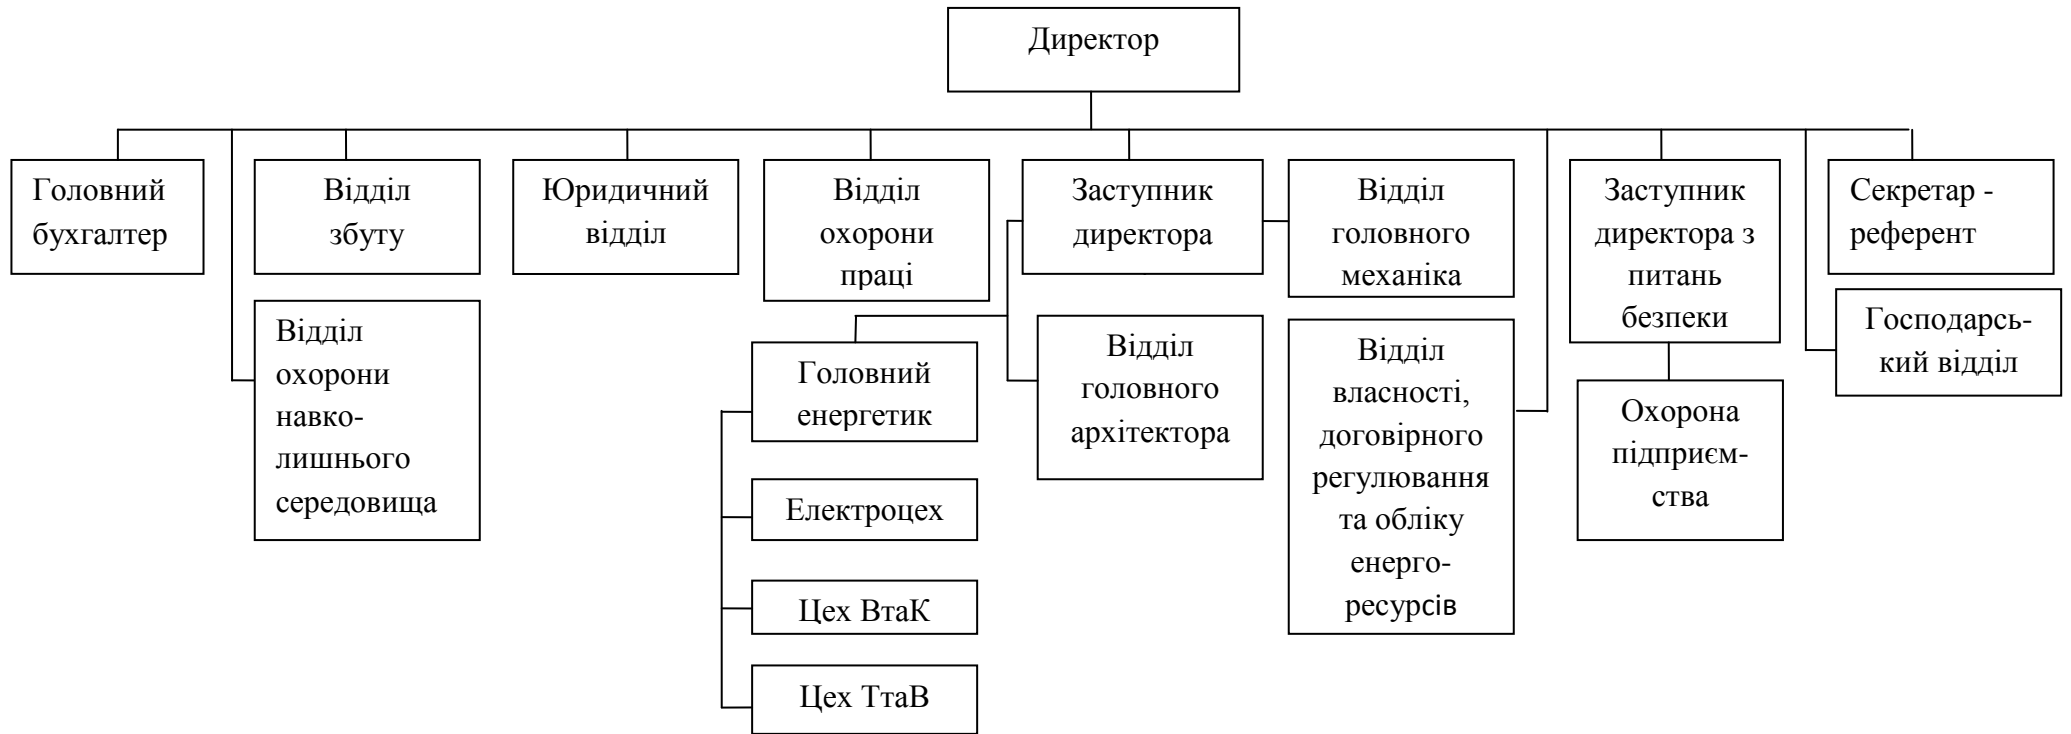 Директор
Головний
бухгалтер
Відділ
збуту
Юридичний
відділ
Відділ
охорони
праці
Заступник
директора
Відділ
головного
механіка
Заступник
директора з
питань
безпеки
Секретар -
референт
Відділ
охорони
навко-
лишнього
середовища
Головний
енергетик
Відділ
головного
архітектора
Відділ
власності,
договірного
регулювання
та обліку
енерго-
ресурсів
Охорона
підприєм-
ства
Господарсь-
кий відділ
Електроцех
Цех ВтаК
Цех ТтаВ